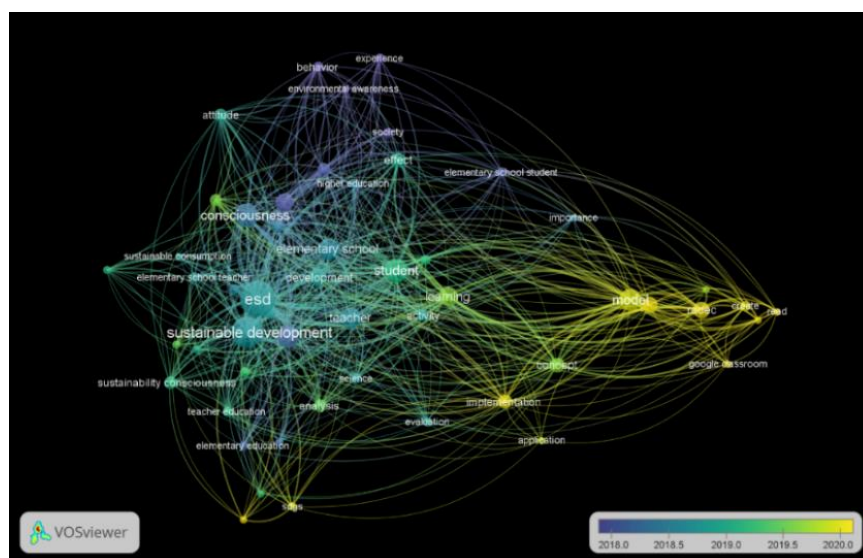 experience
behavior
environmental awareness
attitude
society
effect
elementary school student
higher education
consciousness
importance
elementary school
sustainable consumption
student
elementary school teacher
development
learning
esd
model
create
read
teacher
activity
sustainable development
google classroom
concept
science
sustainability consciousness
implementation
analysis
teacher education
evaluation
application
elementary education
sdgs
VOSviewer
2018.0 2018.5 2019.0 2019.5 2020.0